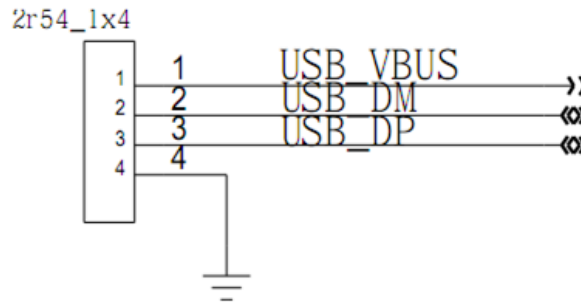 2r54_1x4
1 1 USB_VBUS
2 2 USB_DM
3 3 USB_DP
4 4